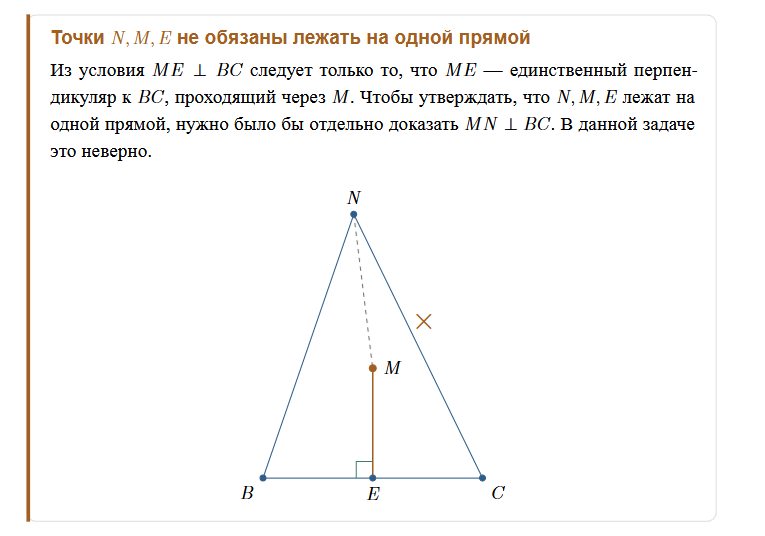 Точки N, M, E не обязаны лежать на одной прямой
Из условия ME ⊥ BC следует только то, что ME — единственный перпен-
дикуляр к BC, проходящий через M. Чтобы утверждать, что N, M, E лежат на
одной прямой, нужно было бы отдельно доказать MN ⊥ BC. В данной задаче
это неверно.
N
M
B
E
C